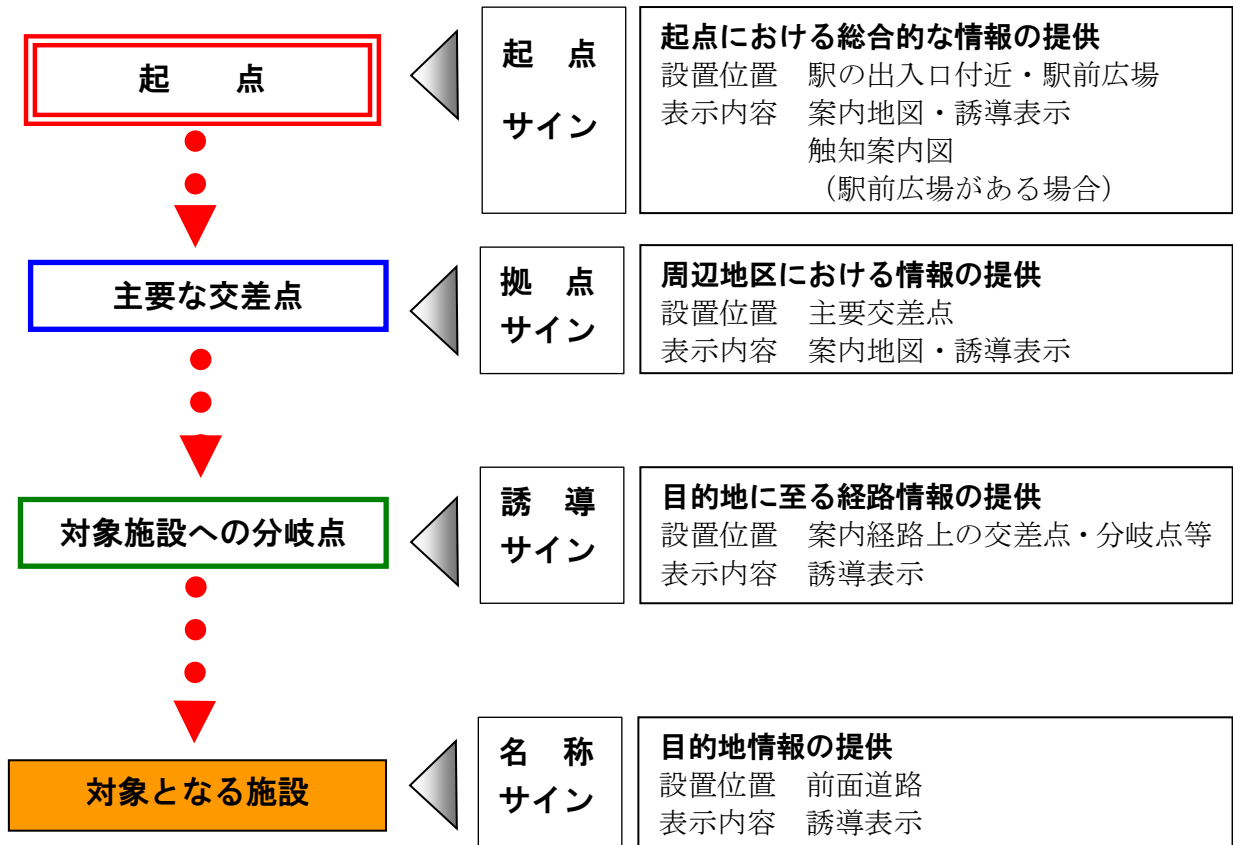 起　点
起　点
サイン
起点における総合的な情報の提供
設置位置　駅の出入口付近・駅前広場
表示内容　案内地図・誘導表示
触知案内図
（駅前広場がある場合）
主要な交差点
拠　点
サイン
周辺地区における情報の提供
設置位置　主要交差点
表示内容　案内地図・誘導表示
対象施設への分岐点
誘　導
サイン
目的地に至る経路情報の提供
設置位置　案内経路上の交差点・分岐点等
表示内容　誘導表示
対象となる施設
名　称
サイン
目的地情報の提供
設置位置　前面道路
表示内容　誘導表示